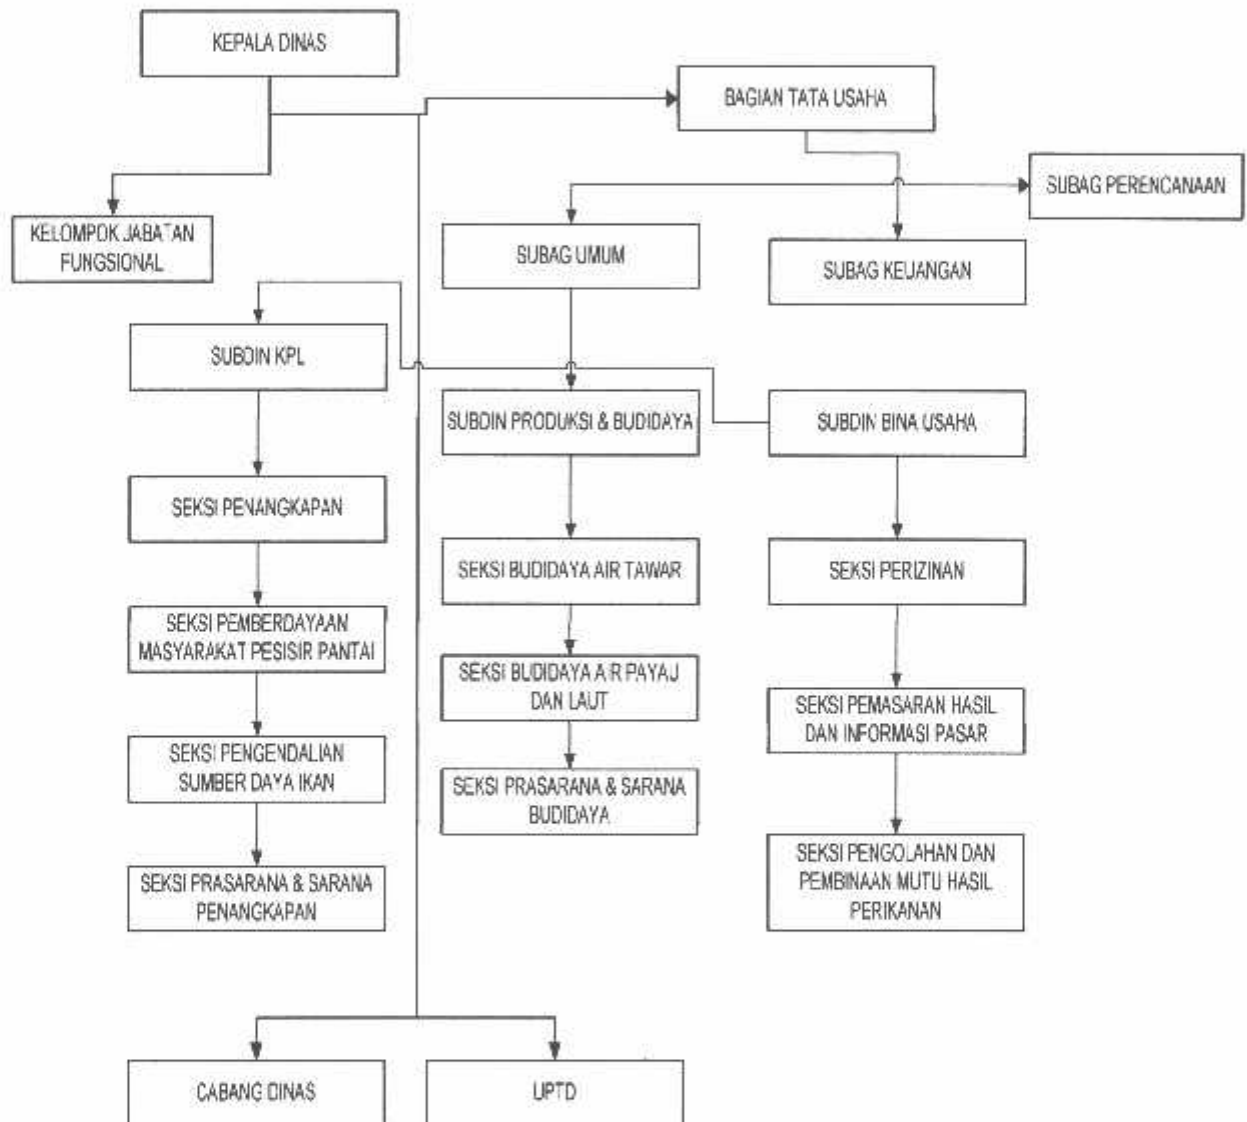 KEPALA DINAS
BAGIAN TATA USAHA
SUBAG PERENCANAAN
KELOMPOK JABATAN
FUNGSIONAL
SUBAG UMUM
SUBAG KEUANGAN
SUBDIN KPL
SUBDIN PRODUKSI & BUDIDAYA
SUBDIN BINA USAHA
SEKSI PENANGKAPAN
SEKSI BUDIDAYA AIR TAWAR
SEKSI PERIZINAN
SEKSI PEMBERDAYAAN
MASYARAKAT PESISIR PANTAI
SEKSI BUDIDAYA AIR PAYAJ
DAN LAUT
SEKSI PEMASARAN HASIL
DAN INFORMASI PASAR
SEKSI PENGENDALIAN
SUMBER DAYA IKAN
SEKSI PRASARANA & SARANA
BUDIDAYA
SEKSI PENGOLAHAN DAN
PEMBINAAN MUTU HASIL
PERIKANAN
SEKSI PRASARANA & SARANA
PENANGKAPAN
CABANG DINAS
UPTD